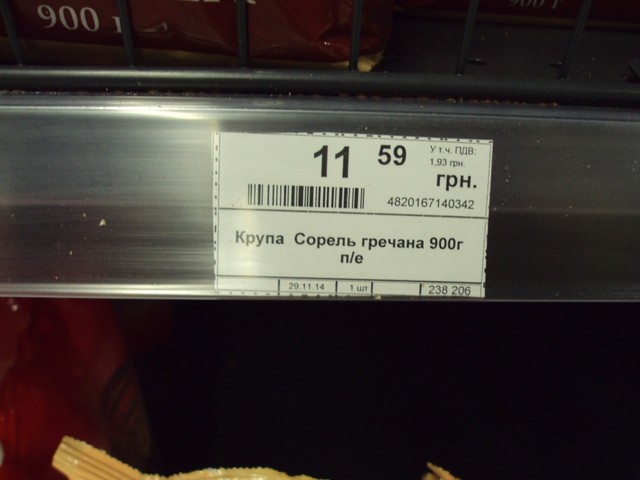 900 г
900 г
11 59 грн.
У т.ч. ПДВ:
1,93 грн.
4820167140342
Крупа Сорель гречана 900г
п/е
29.11.14 1 шт 238 206